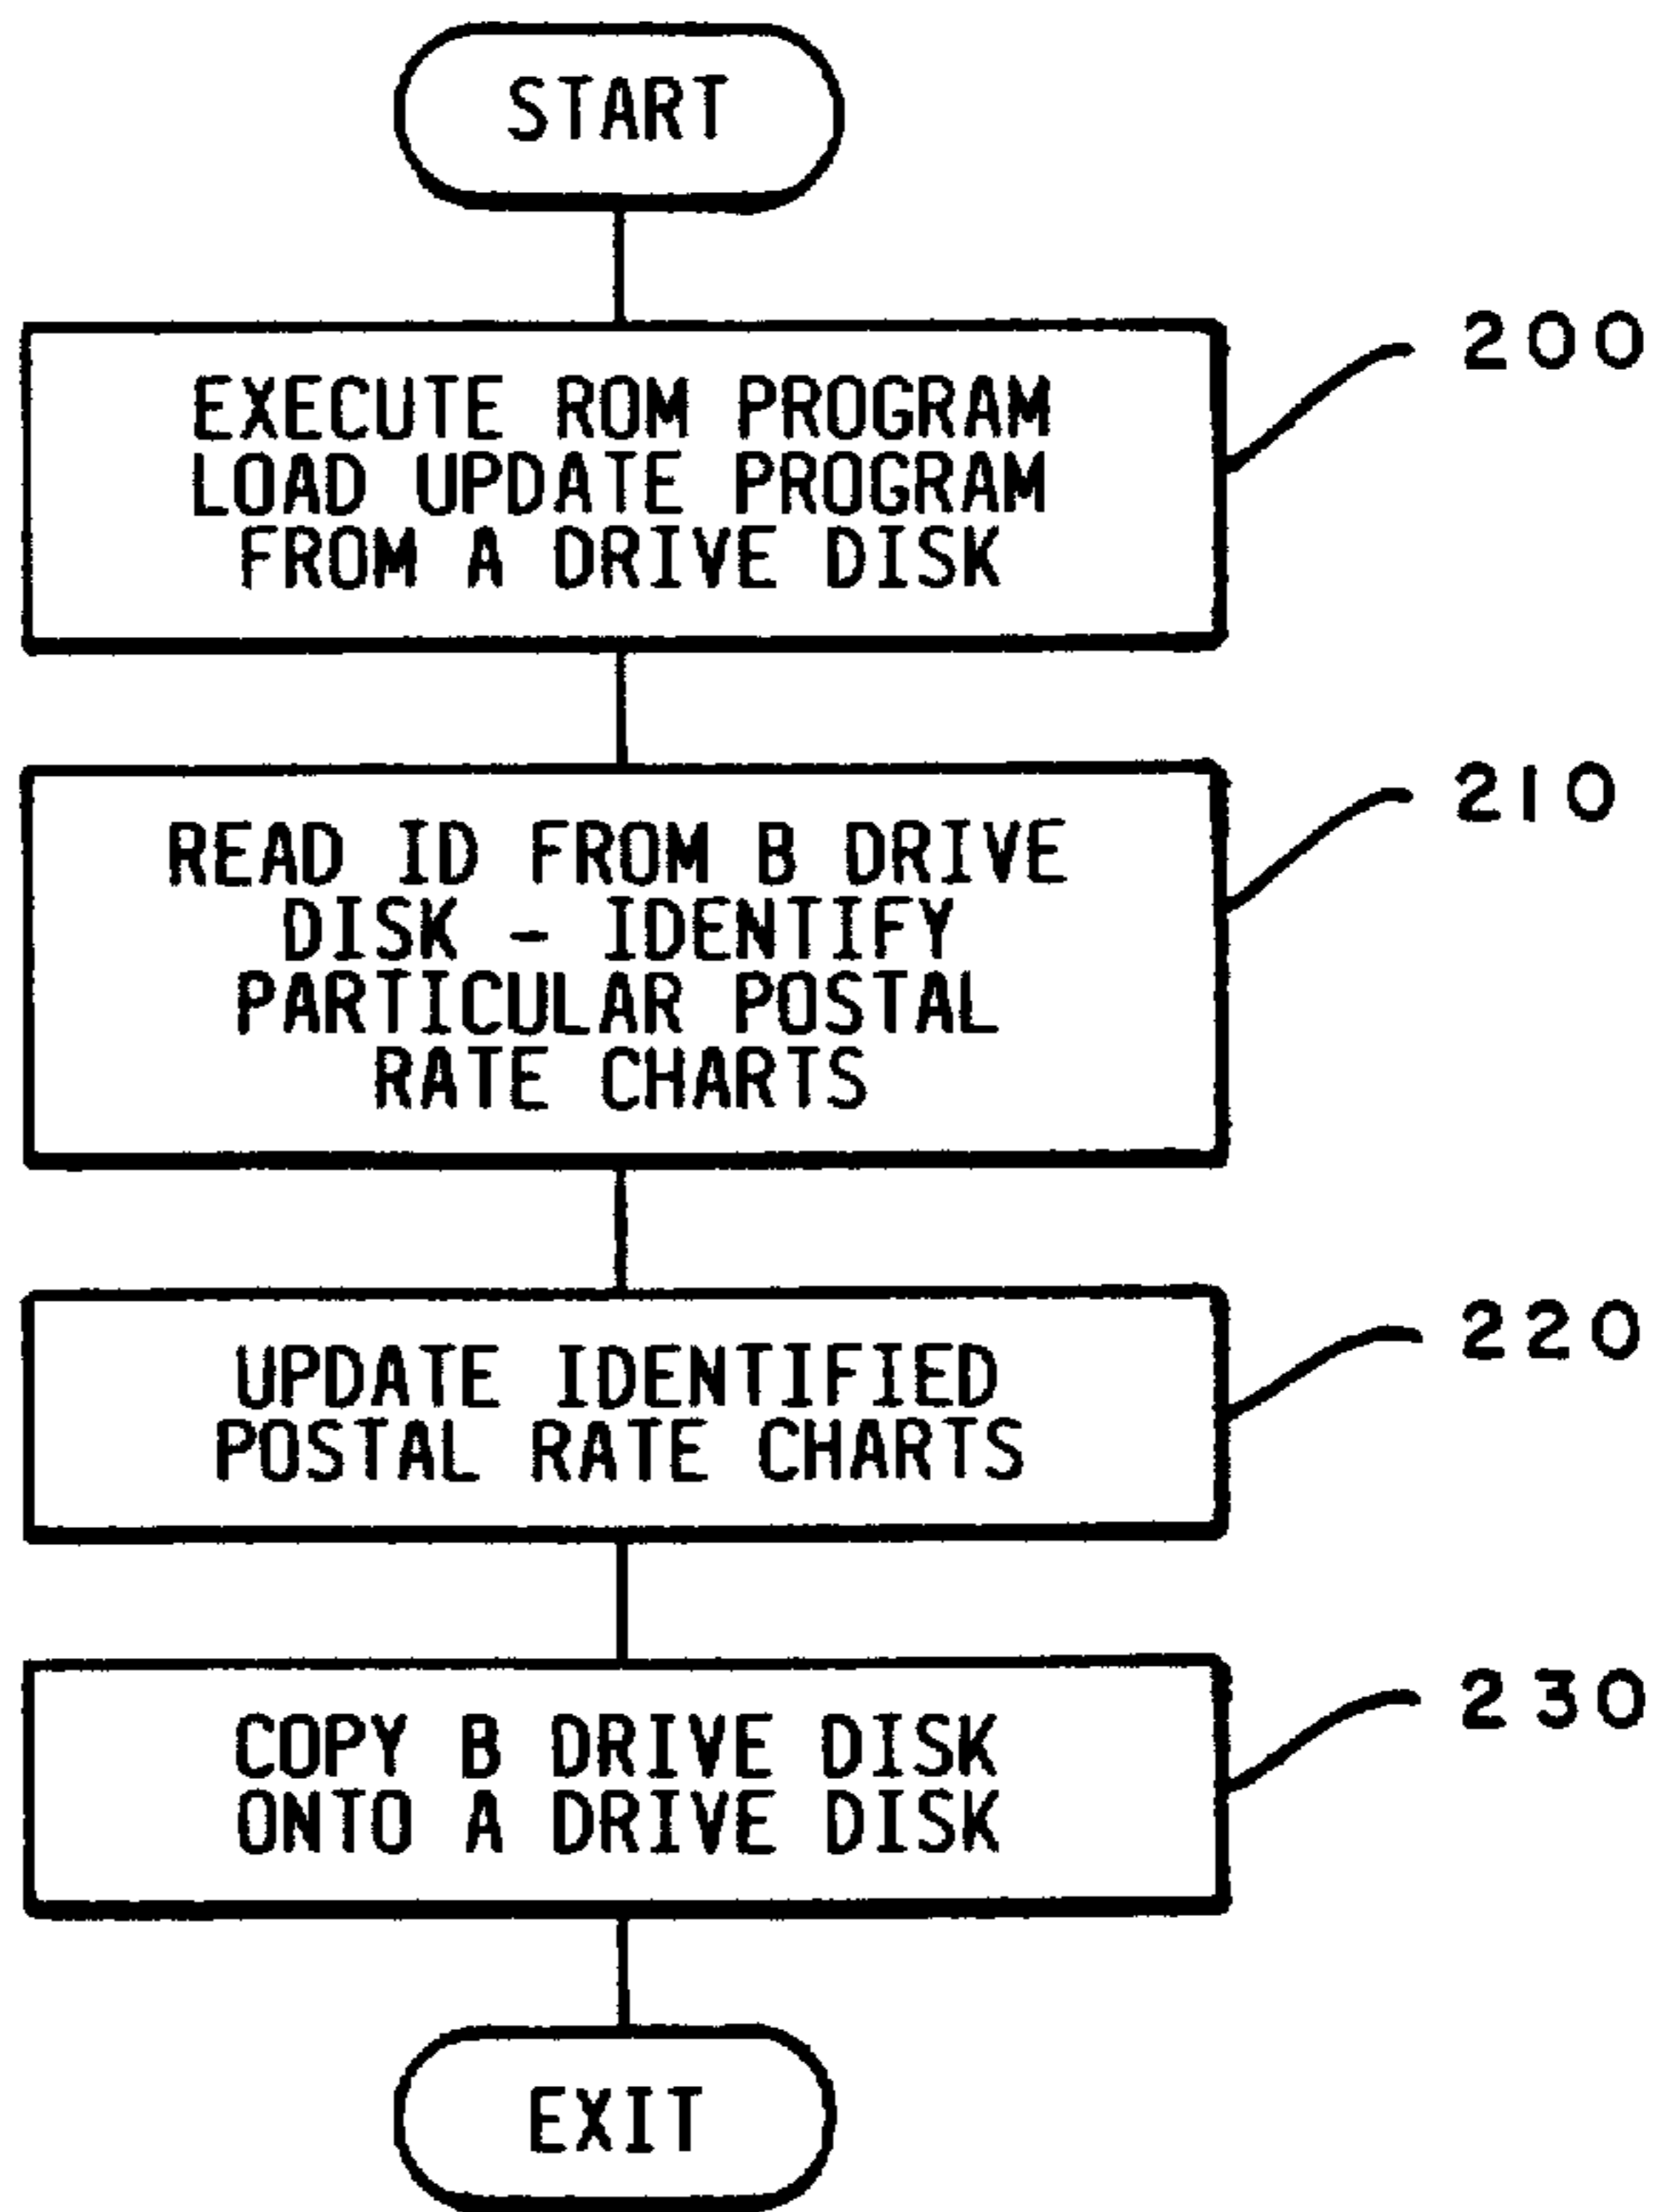 START
200
EXECUTE ROM PROGRAM
LOAD UPDATE PROGRAM
FROM A DRIVE DISK
210
READ ID FROM B DRIVE
DISK - IDENTIFY
PARTICULAR POSTAL
RATE CHARTS
220
UPDATE IDENTIFIED
POSTAL RATE CHARTS
230
COPY B DRIVE DISK
ONTO A DRIVE DISK
EXIT